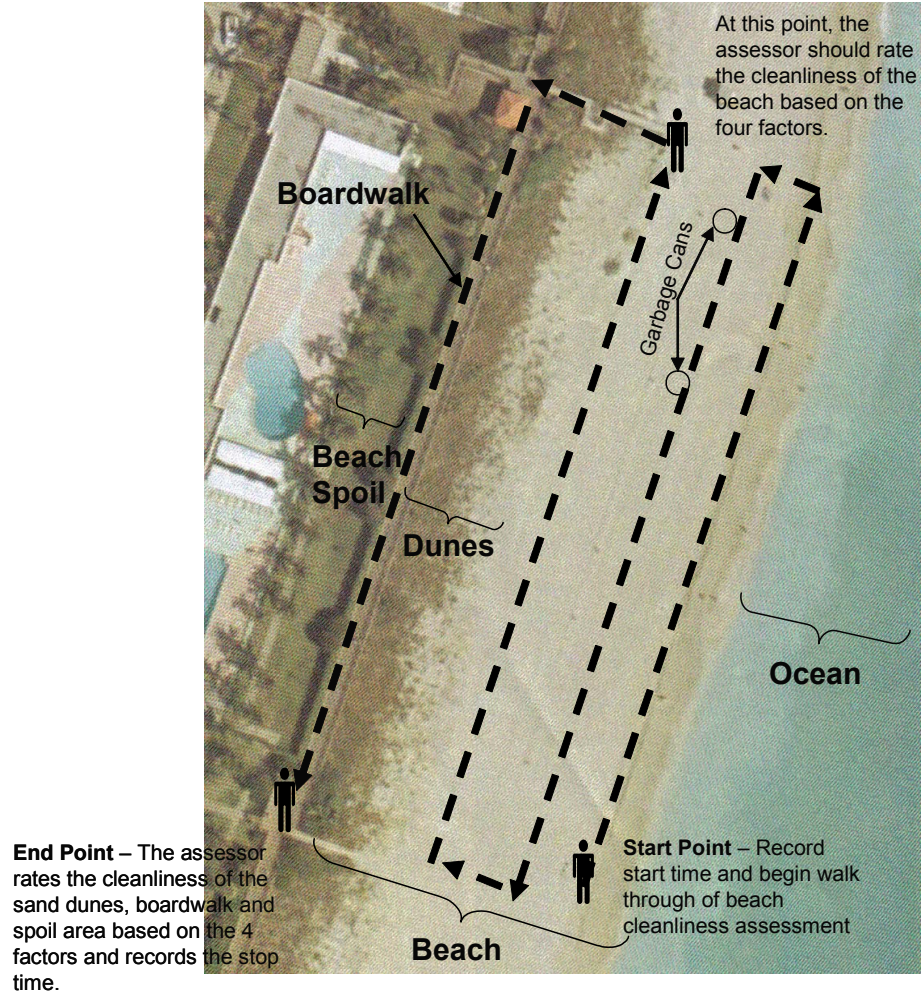 At this point, the
assessor should rate
the cleanliness of the
beach based on the
four factors.
Boardwalk
Garbage Cans
Beach
Spoil
Dunes
Ocean
Start Point – Record
start time and begin walk
through of beach
cleanliness assessment
End Point – The assessor
rates the cleanliness of the
sand dunes, boardwalk and
spoil area based on the 4
factors and records the stop
time.
Beach